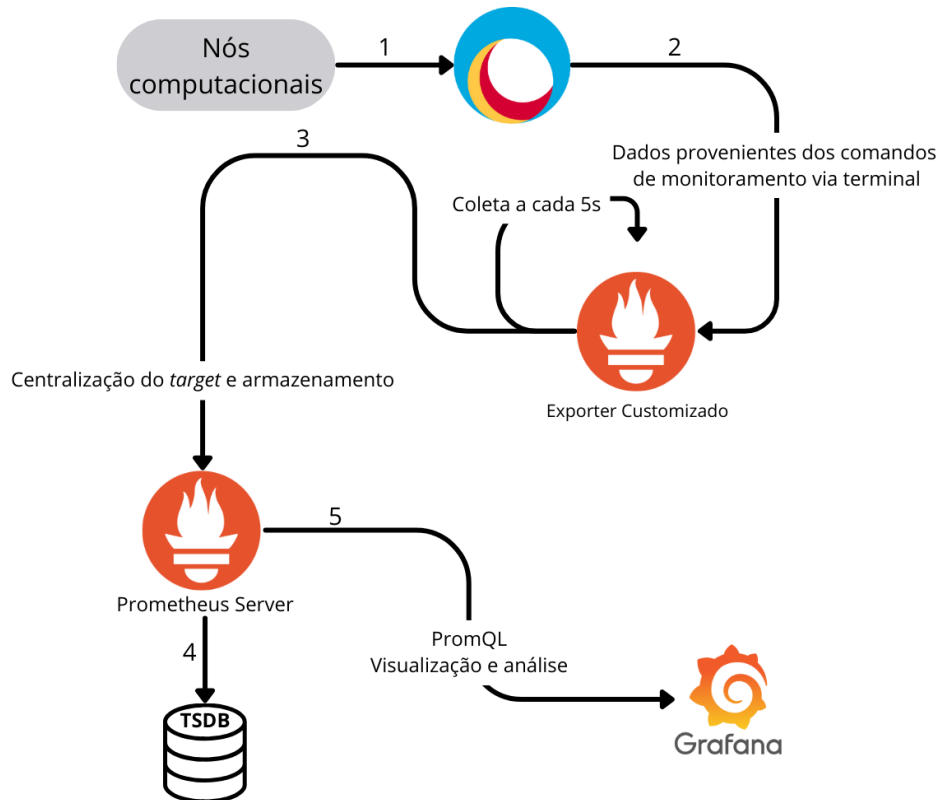 Nós
computacionais
1
2
3
Dados provenientes dos comandos
de monitoramento via terminal
Coleta a cada 5s
Exporter Customizado
Centralização do target e armazenamento
5
Prometheus Server
4
PromQL
Visualização e análise
TSDB
Grafana